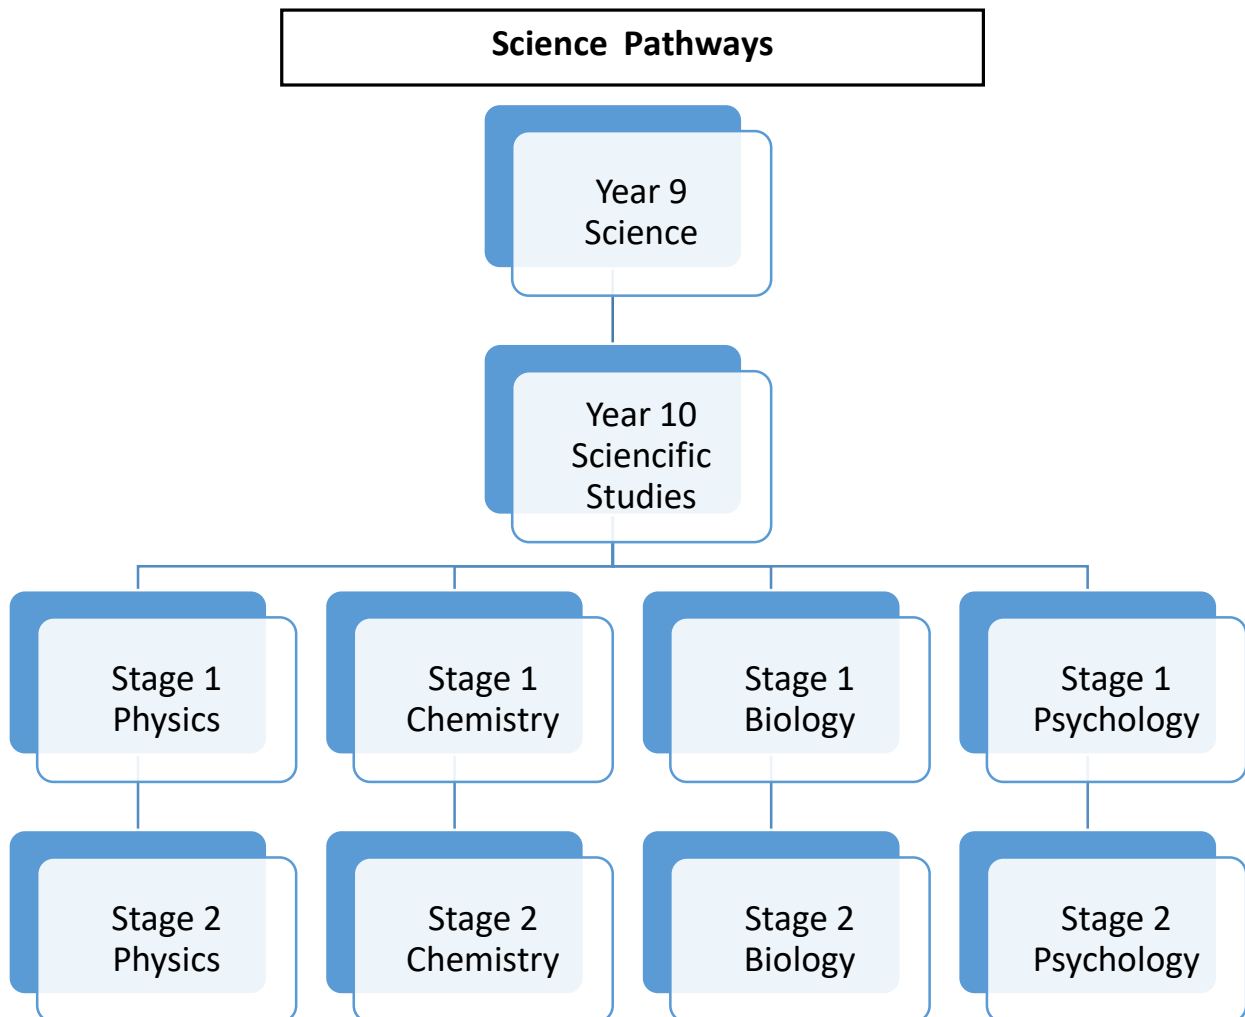 Science  Pathways
Year 9
Science
Year 10
Sciencific
Studies
Stage 1
Physics
Stage 1
Chemistry
Stage 1
Biology
Stage 1
Psychology
Stage 2
Physics
Stage 2
Chemistry
Stage 2
Biology
Stage 2
Psychology